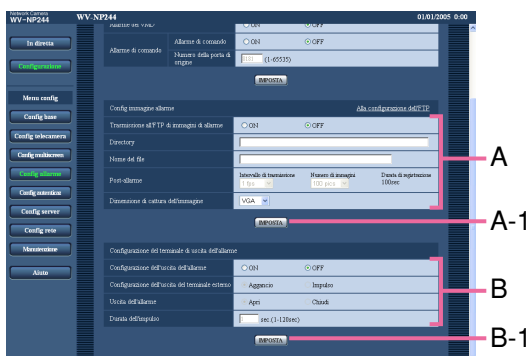 Network Camera
WV-NP244
WV-NP244
01/01/2005 0:00
In diretta
Configurazione
Menu config
Config base
Config telecamera
Config multiscreen
Config allarme
Config autenticaz
Config server
Config rete
Manutenzione
Aiuto
Allarme del VMD
ON
OFF
Allarme di comando
Allarme di comando
ON
OFF
Numero della porta di origine
(1-65535)
IMPOSTA
Config immagine allarme
Alla configurazione dell'FTP
Trasmissione all'FTP di immagini di allarme
ON
OFF
Directory
Nome del file
Post-allarme
Intervallo di trasmissione
1 fps
Numero di immagini
100 pics
Durata di registrazione
100sec
Dimensione di cattura dell'immagine
VGA
IMPOSTA
Configurazione del terminale di uscita dell'allarme
Configurazione dell'uscita dell'allarme
ON
OFF
Configurazione dell'uscita del terminale esterno
Aggancio
Impulso
Uscita dell'allarme
Apri
Chiudi
Durata dell'impulso
sec.(1-120sec)
IMPOSTA
A
A-1
B
B-1